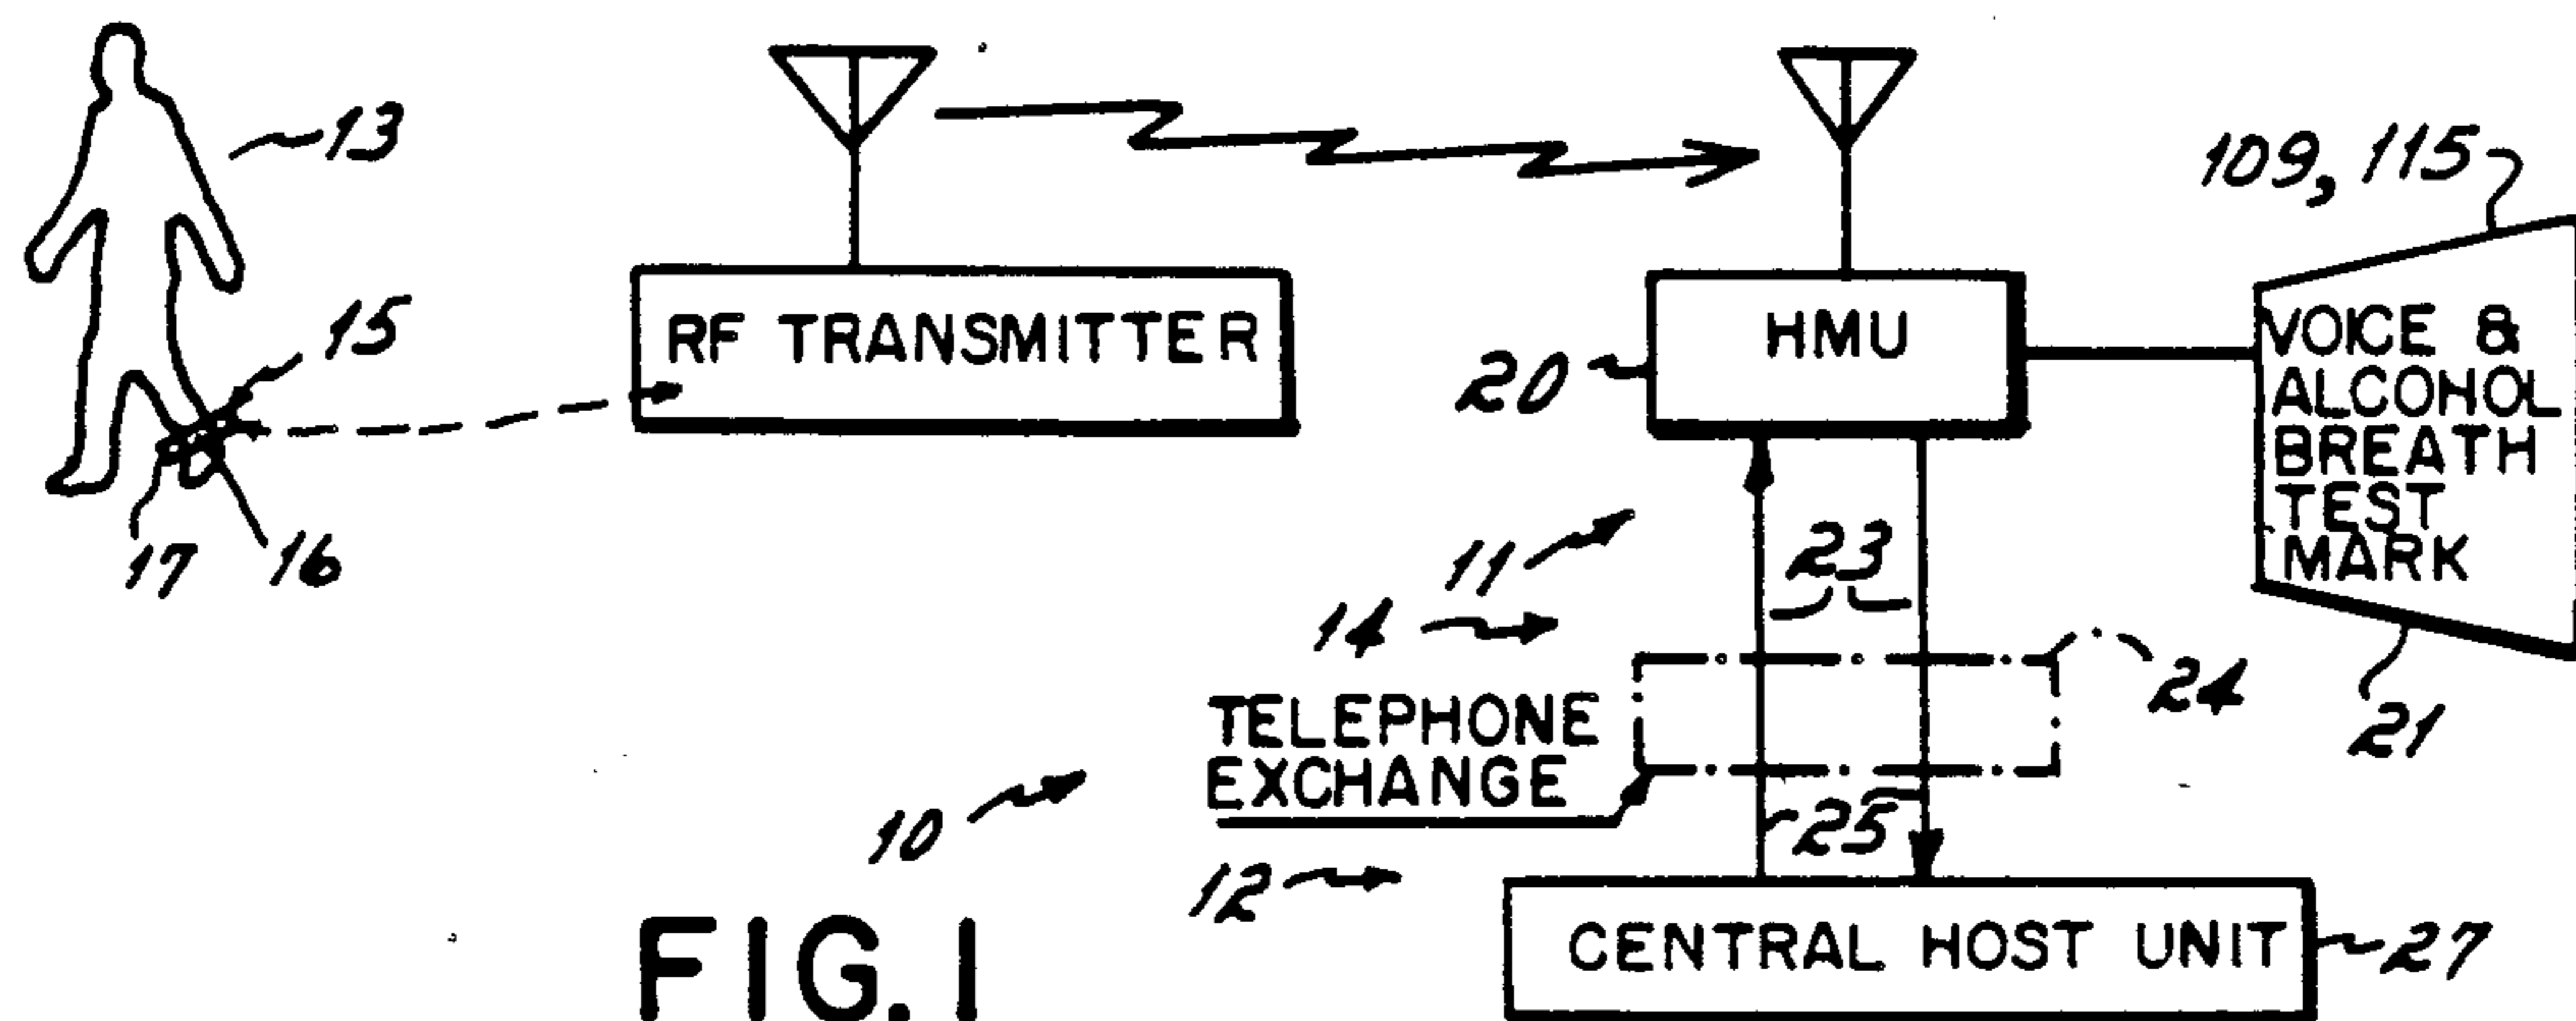 13
15
17
16
RF TRANSMITTER
HMU
20
109, 115
VOICE &
ALCOHOL
BREATH
TEST
MARK
21
11
23
14
24
TELEPHONE
EXCHANGE
10
25
12
CENTRAL HOST UNIT
27
FIG. 1